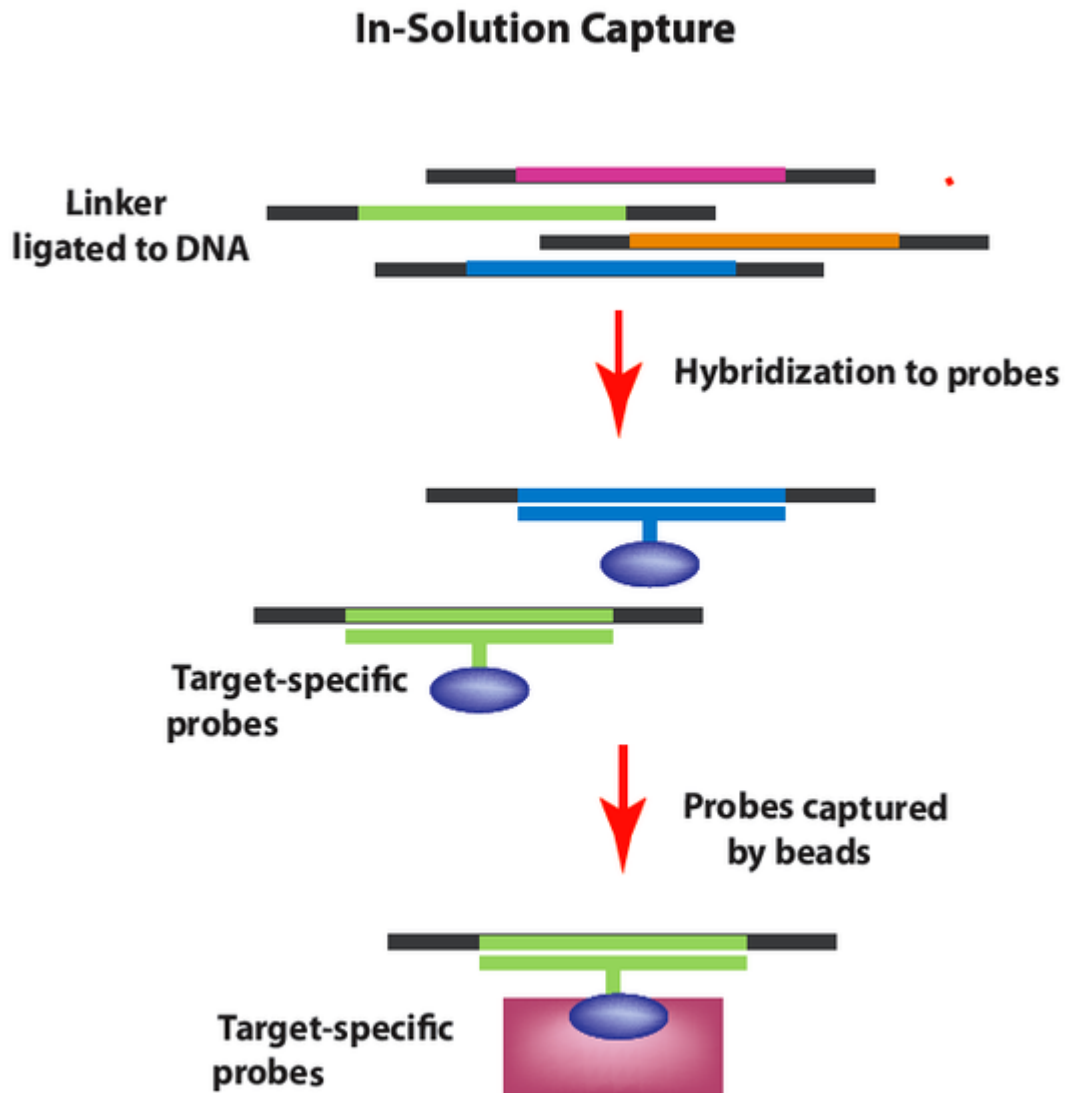 In-Solution Capture
Linker
ligated to DNA
Hybridization to probes
Target-specific
probes
Probes captured
by beads
Target-specific
probes